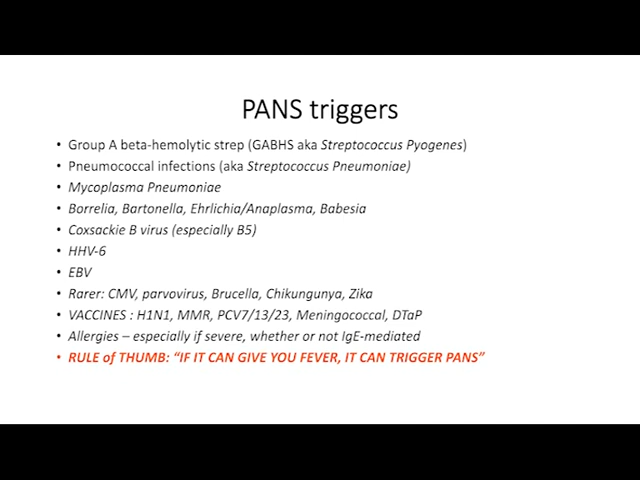 PANS triggers
• Group A beta-hemolytic strep (GABHS aka Streptococcus Pyogenes)
• Pneumococcal infections (aka Streptococcus Pneumoniae)
• Mycoplasma Pneumoniae
• Borrelia, Bartonella, Ehrlichia/Anaplasma, Babesia
• Coxsackie B virus (especially B5)
• HHV-6
• EBV
• Rarer: CMV, parvovirus, Brucella, Chikungunya, Zika
• VACCINES : H1N1, MMR, PCV7/13/23, Meningococcal, DTaP
• Allergies – especially if severe, whether or not IgE-mediated
• RULE of THUMB: “IF IT CAN GIVE YOU FEVER, IT CAN TRIGGER PANS”